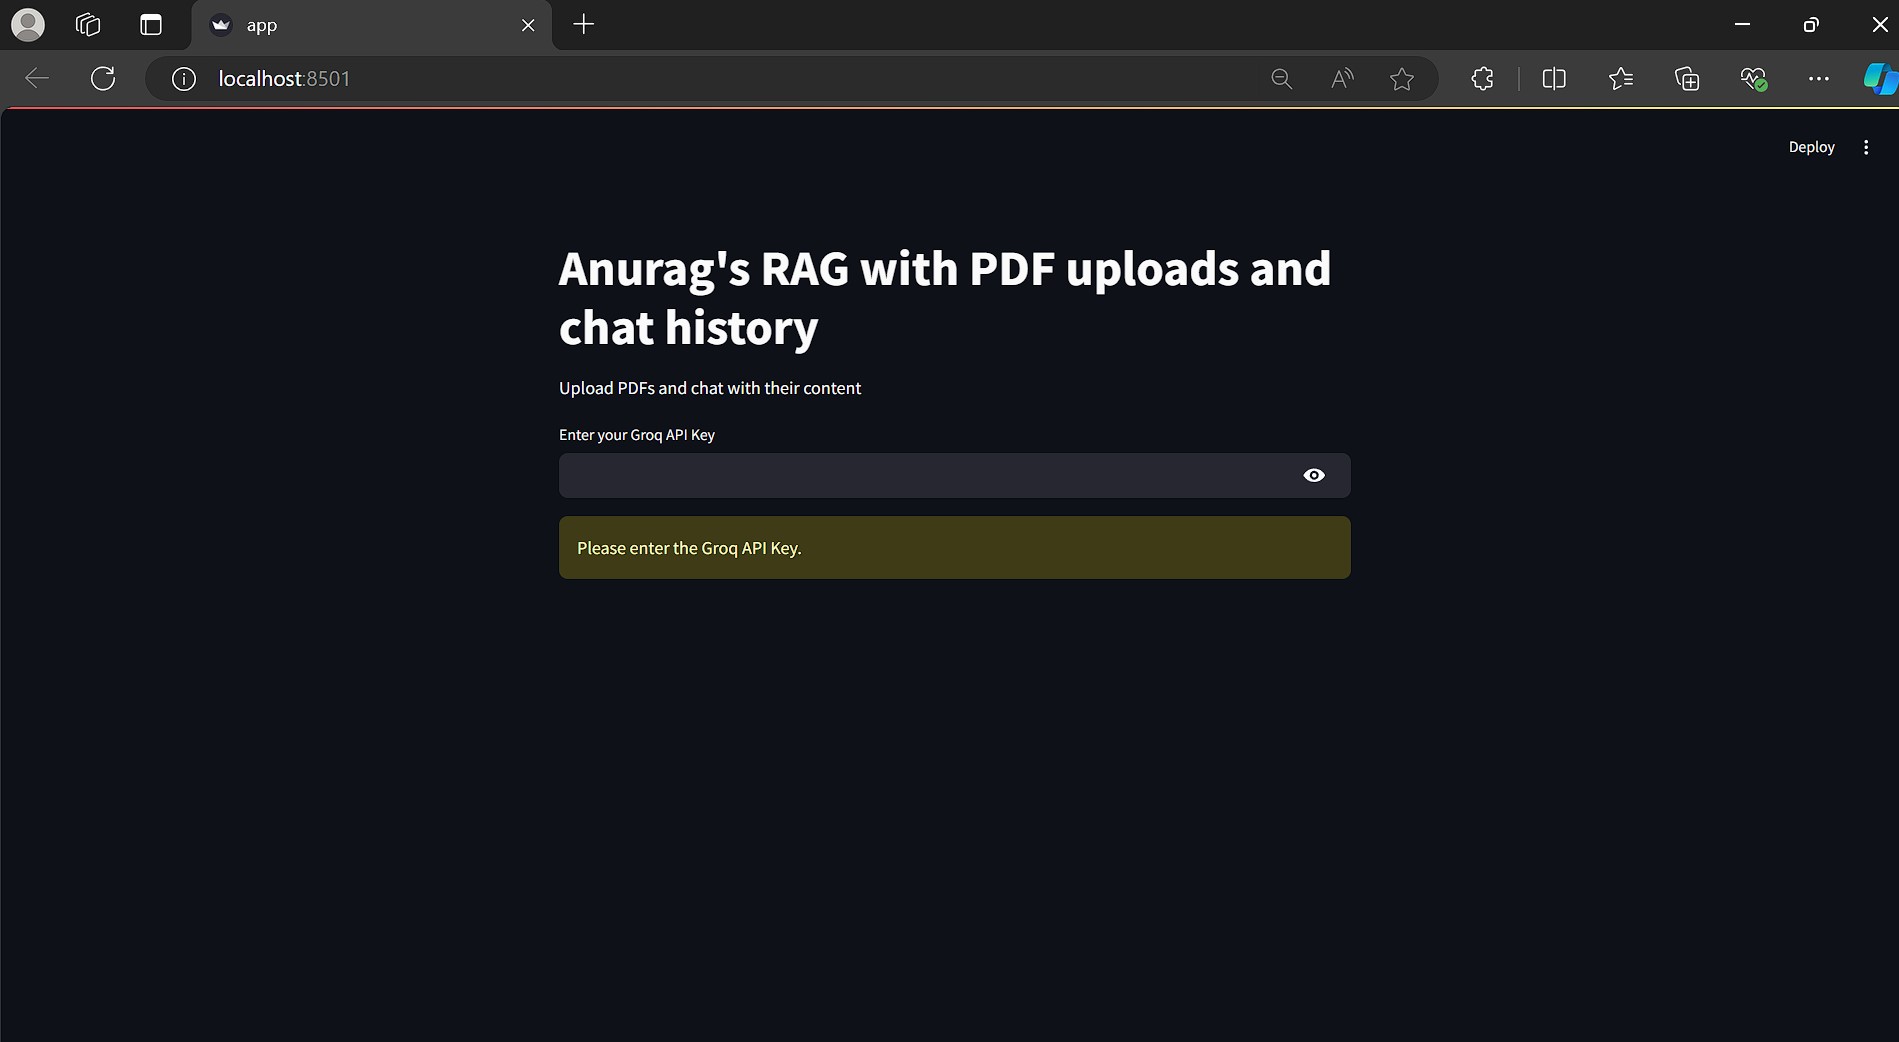 app
localhost:8501
Deploy
Anurag's RAG with PDF uploads and
chat history
Upload PDFs and chat with their content
Enter your Groq API Key
Please enter the Groq API Key.